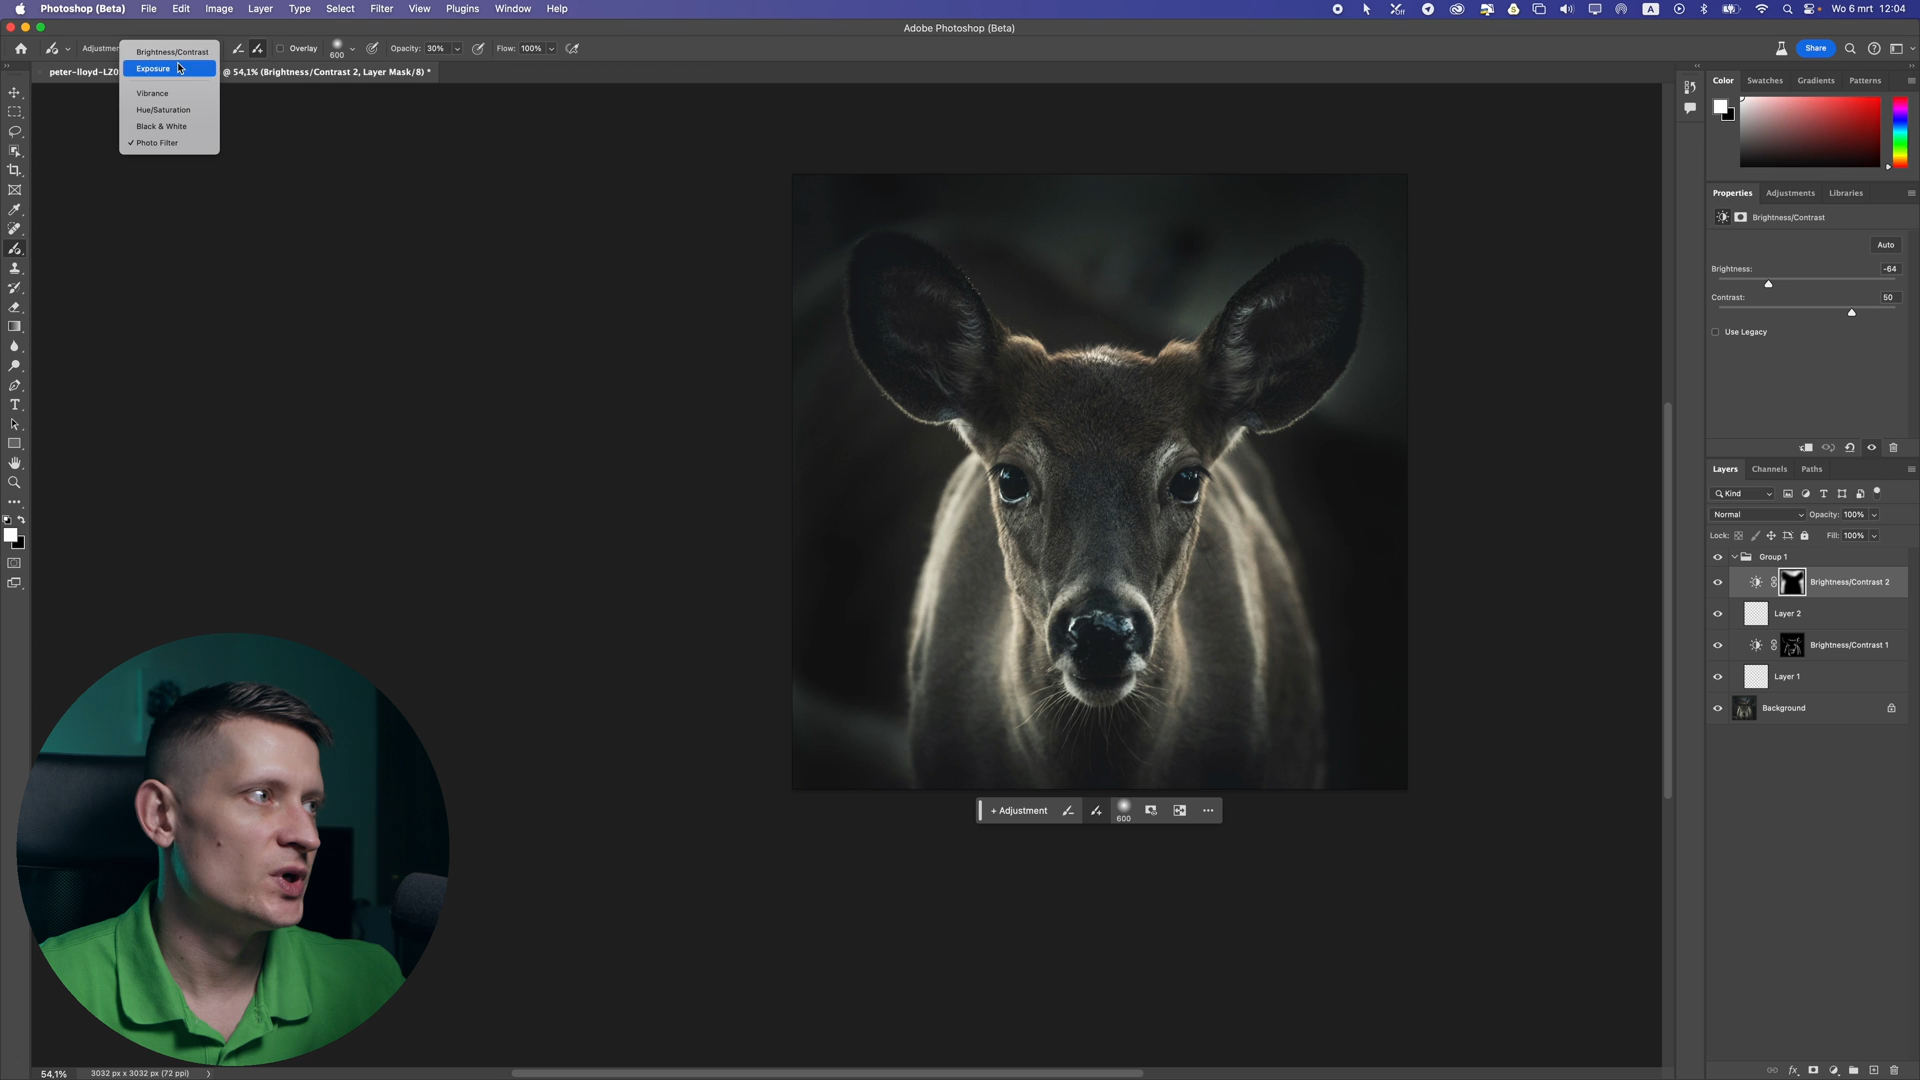 Photoshop (Beta) File Edit Image Layer Type Select Filter View Plugins Window Help
A
Wo 6 mrt 12:04
Adobe Photoshop (Beta)
Adjustmen
Brightness/Contrast
Overlay
600
Opacity: 30%
Flow: 100%
Share
Exposure
peter-lloyd-LZ0
@ 54,1% (Brightness/Contrast 2, Layer Mask/8) *
Vibrance
Hue/Saturation
Black & White
Photo Filter
Color Swatches Gradients Patterns
Properties Adjustments Libraries
Brightness/Contrast
Auto
Brightness: -64
Contrast: 50
Use Legacy
Layers Channels Paths
Kind
Normal Opacity: 100%
Lock: Fill: 100%
Group 1
Brightness/Contrast 2
Layer 2
Brightness/Contrast 1
Layer 1
Background
+ Adjustment
600
54,1% 3032 px x 3032 px (72 ppi)
fx